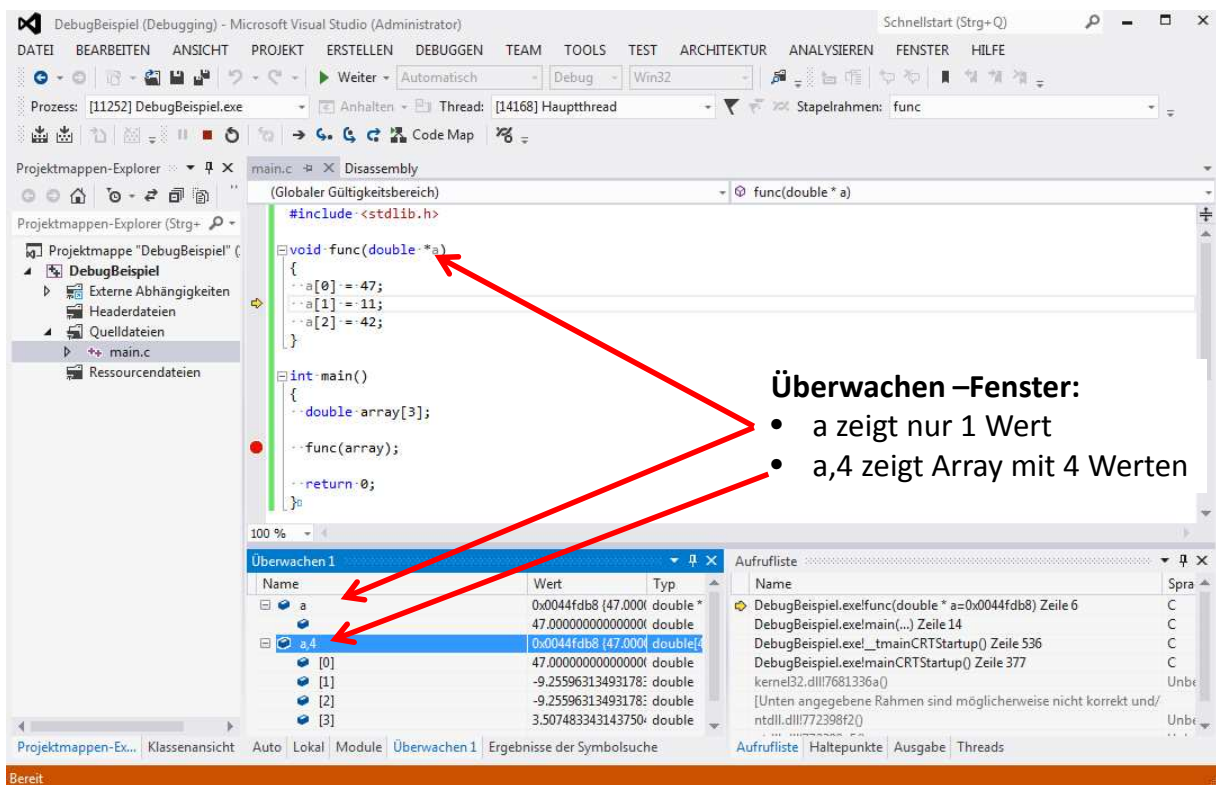 DebugBeispiel (Debugging) - Microsoft Visual Studio (Administrator)
Schnellstart (Strg+Q)
DATEI BEARBEITEN ANSICHT PROJEKT ERSTELLEN DEBUGGEN TEAM TOOLS TEST ARCHITEKTUR ANALYSIEREN FENSTER HILFE
Weiter Automatisch Debug Win32
Prozess: [11252] DebugBeispiel.exe Anhalten Thread: [14168] Hauptthread Stapelrahmen: func
Code Map
Projektmappen-Explorer
Projektmappen-Explorer (Strg+
Projektmappe "DebugBeispiel" (
DebugBeispiel
Externe Abhängigkeiten
Headerdateien
Quelldateien
main.c
Ressourcendateien
main.c Disassembly
(Globaler Gültigkeitsbereich) func(double * a)
#include <stdlib.h>
void func(double *a)
{
a[0] = 47;
a[1] = 11;
a[2] = 42;
}
int main()
{
double array[3];
func(array);
return 0;
}
Überwachen –Fenster:
• a zeigt nur 1 Wert
• a,4 zeigt Array mit 4 Werten
100 %
Überwachen 1
Name Wert Typ
a 0x0044fdb8 {47.000 double *
47.000000000000000 double
a,4 0x0044fdb8 {47.000 double[4
[0] 47.000000000000000 double
[1] -9.2559631349317831 double
[2] -9.2559631349317831 double
[3] 3.5074833431437504 double
Aufrufliste
Name Spra
DebugBeispiel.exe!func(double * a=0x0044fdb8) Zeile 6 C
DebugBeispiel.exe!main(...) Zeile 14 C
DebugBeispiel.exe!__tmainCRTStartup() Zeile 536 C
DebugBeispiel.exe!mainCRTStartup() Zeile 377 C
kernel32.dll!7681336a() Unbe
[Unten angegebene Rahmen sind möglicherweise nicht korrekt und/
ntdll.dll!772398f2() Unbe
Projektmappen-Ex... Klassenansicht
Auto Lokal Module Überwachen 1 Ergebnisse der Symbolsuche
Aufrufliste Haltepunkte Ausgabe Threads
Bereit